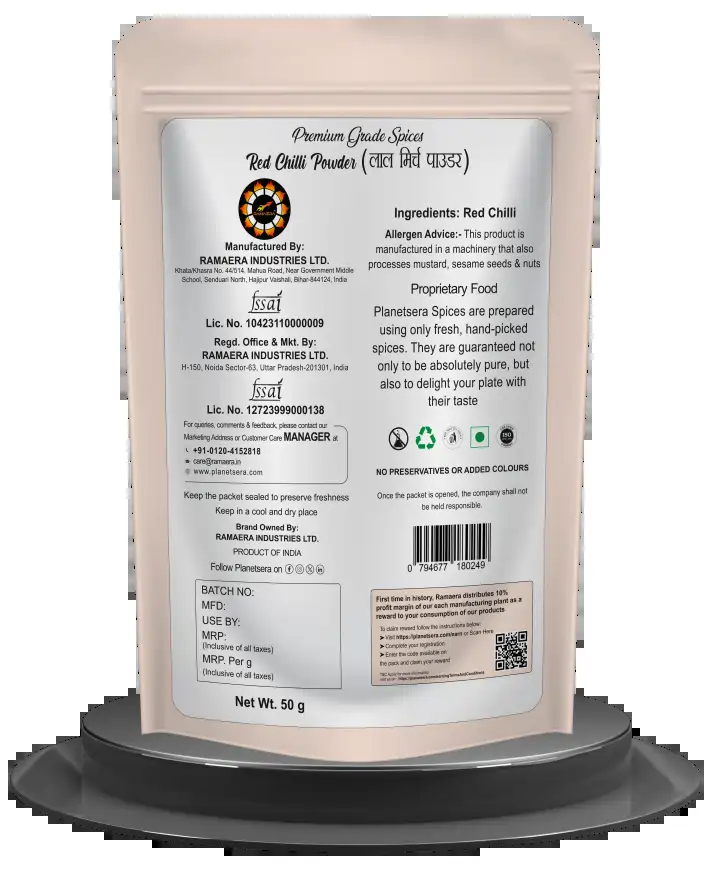 Premium Grade Spices
Red Chilli Powder (लाल मिर्च पाउडर)
Manufactured By:
RAMAERA INDUSTRIES LTD.
Khata/Khasra No. 44/514, Mahua Road, Near Government Middle
School, Senduari North, Hajipur Vaishali, Bihar-844124, India
fssai
Lic. No. 10423110000009
Regd. Office & Mkt. By:
RAMAERA INDUSTRIES LTD.
H-150, Noida Sector-63, Uttar Pradesh-201301, India
fssai
Lic. No. 12723999000138
For queries, comments & feedback, please contact our
Marketing Address or Customer Care MANAGER at
+91-0120-4152818
care@ramaera.in
www.planetsera.com
Keep the packet sealed to preserve freshness
Keep in a cool and dry place
Brand Owned By:
RAMAERA INDUSTRIES LTD.
PRODUCT OF INDIA
Follow Planetsera on
BATCH NO:
MFD:
USE BY:
MRP:
(Inclusive of all taxes)
MRP. Per g
(Inclusive of all taxes)
Net Wt. 50 g
Ingredients: Red Chilli
Allergen Advice:- This product is
manufactured in a machinery that also
processes mustard, sesame seeds & nuts
Proprietary Food
Planetsera Spices are prepared
using only fresh, hand-picked
spices. They are guaranteed not
only to be absolutely pure, but
also to delight your plate with
their taste
ISO
NO PRESERVATIVES OR ADDED COLOURS
Once the packet is opened, the company shall not
be held responsible.
0 794677 180249
First time in history, Ramaera distributes 10%
profit margin of our each manufacturing plant as a
reward to your consumption of our products
To claim reward follow the instructions below:
➤ Visit https://planetsera.com/earn or Scan Here
➤ Complete your registration
➤ Enter the code available on
the pack and claim your reward